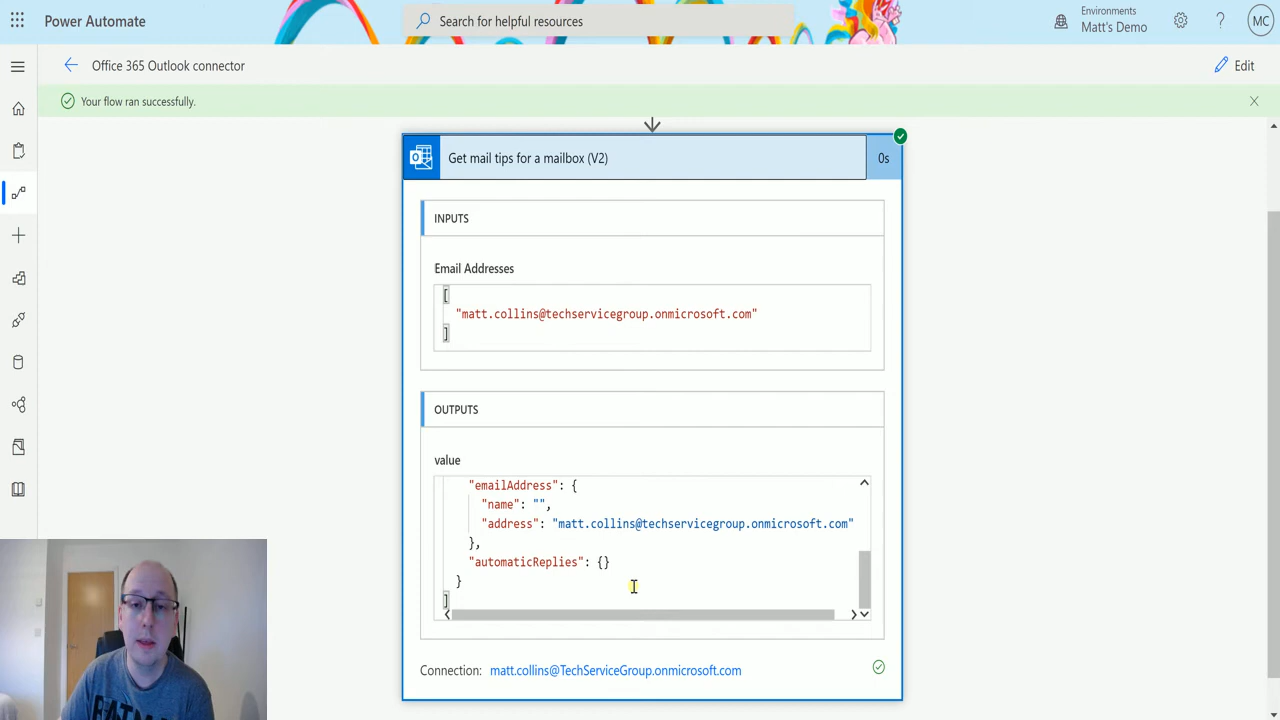 Power Automate
Search for helpful resources
Environments
Matt's Demo
MC
Office 365 Outlook connector
Edit
Your flow ran successfully.
Get mail tips for a mailbox (V2)
0s
INPUTS
Email Addresses
[
"matt.collins@techservicegroup.onmicrosoft.com"
]
OUTPUTS
value
"emailAddress": {
"name": "",
"address": "matt.collins@techservicegroup.onmicrosoft.com"
},
"automaticReplies": {}
}
]
Connection: matt.collins@TechServiceGroup.onmicrosoft.com